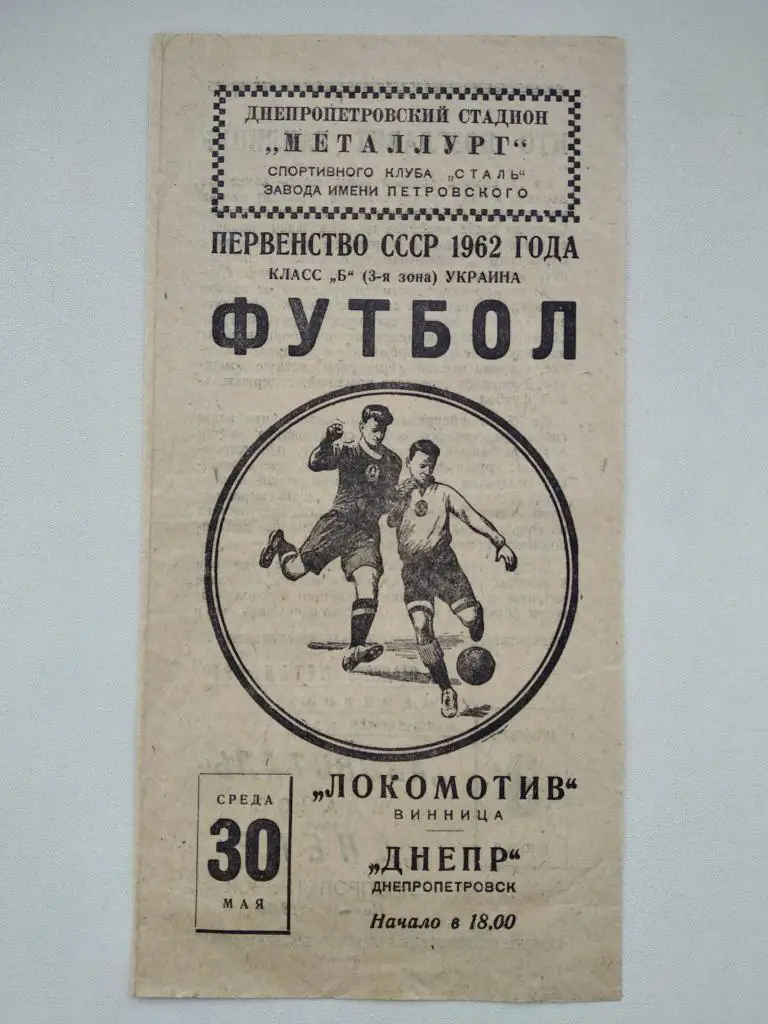 ДНЕПРОПЕТРОВСКИЙ СТАДИОН
„МЕТАЛЛУРГ“
СПОРТИВНОГО КЛУБА „СТАЛЬ“
ЗАВОДА ИМЕНИ ПЕТРОВСКОГО
ПЕРВЕНСТВО СССР 1962 ГОДА
КЛАСС „Б“ (3-я зона) УКРАИНА
ФУТБОЛ
„ЛОКОМОТИВ“
ВИННИЦА
„ДНЕПР“
ДНЕПРОПЕТРОВСК
Начало в 18.00
СРЕДА
30
МАЯ